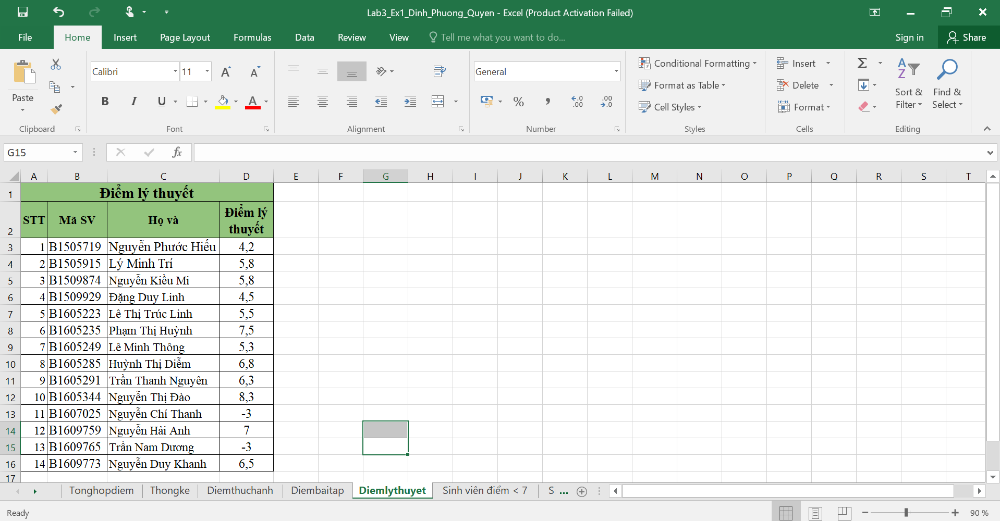 Lab3_Ex1_Dinh_Phuong_Quyen - Excel (Product Activation Failed)
File Home Insert Page Layout Formulas Data Review View Tell me what you want to do... Sign in Share
Paste Calibri 11 A A General Conditional Formatting Format as Table Cell Styles Insert Delete Format Sort & Filter Find & Select
B I U A % , ←.0 .00 .00 →.0
Clipboard Font Alignment Number Styles Cells Editing
G15 fx
A B C D E F G H I J K L M N O P Q R S T
1 Điểm lý thuyết
2 STT Mã SV Họ và Điểm lý thuyết
3 1 B1505719 Nguyễn Phước Hiếu 4,2
4 2 B1505915 Lý Minh Trí 5,8
5 3 B1509874 Nguyễn Kiều Mi 5,8
6 4 B1509929 Đặng Duy Linh 4,5
7 5 B1605223 Lê Thị Trúc Linh 5,5
8 6 B1605235 Phạm Thị Huỳnh 7,5
9 7 B1605249 Lê Minh Thông 5,3
10 8 B1605285 Huỳnh Thị Diễm 6,8
11 9 B1605291 Trần Thanh Nguyên 6,3
12 10 B1605344 Nguyễn Thị Đào 8,3
13 11 B1607025 Nguyễn Chí Thanh -3
14 12 B1609759 Nguyễn Hải Anh 7
15 13 B1609765 Trần Nam Dương -3
16 14 B1609773 Nguyễn Duy Khanh 6,5
17
Tonghopdiem Thongke Diemthuchanh Diembaitap Diemlythuyet Sinh viên điểm < 7 Si ...
Ready 90 %